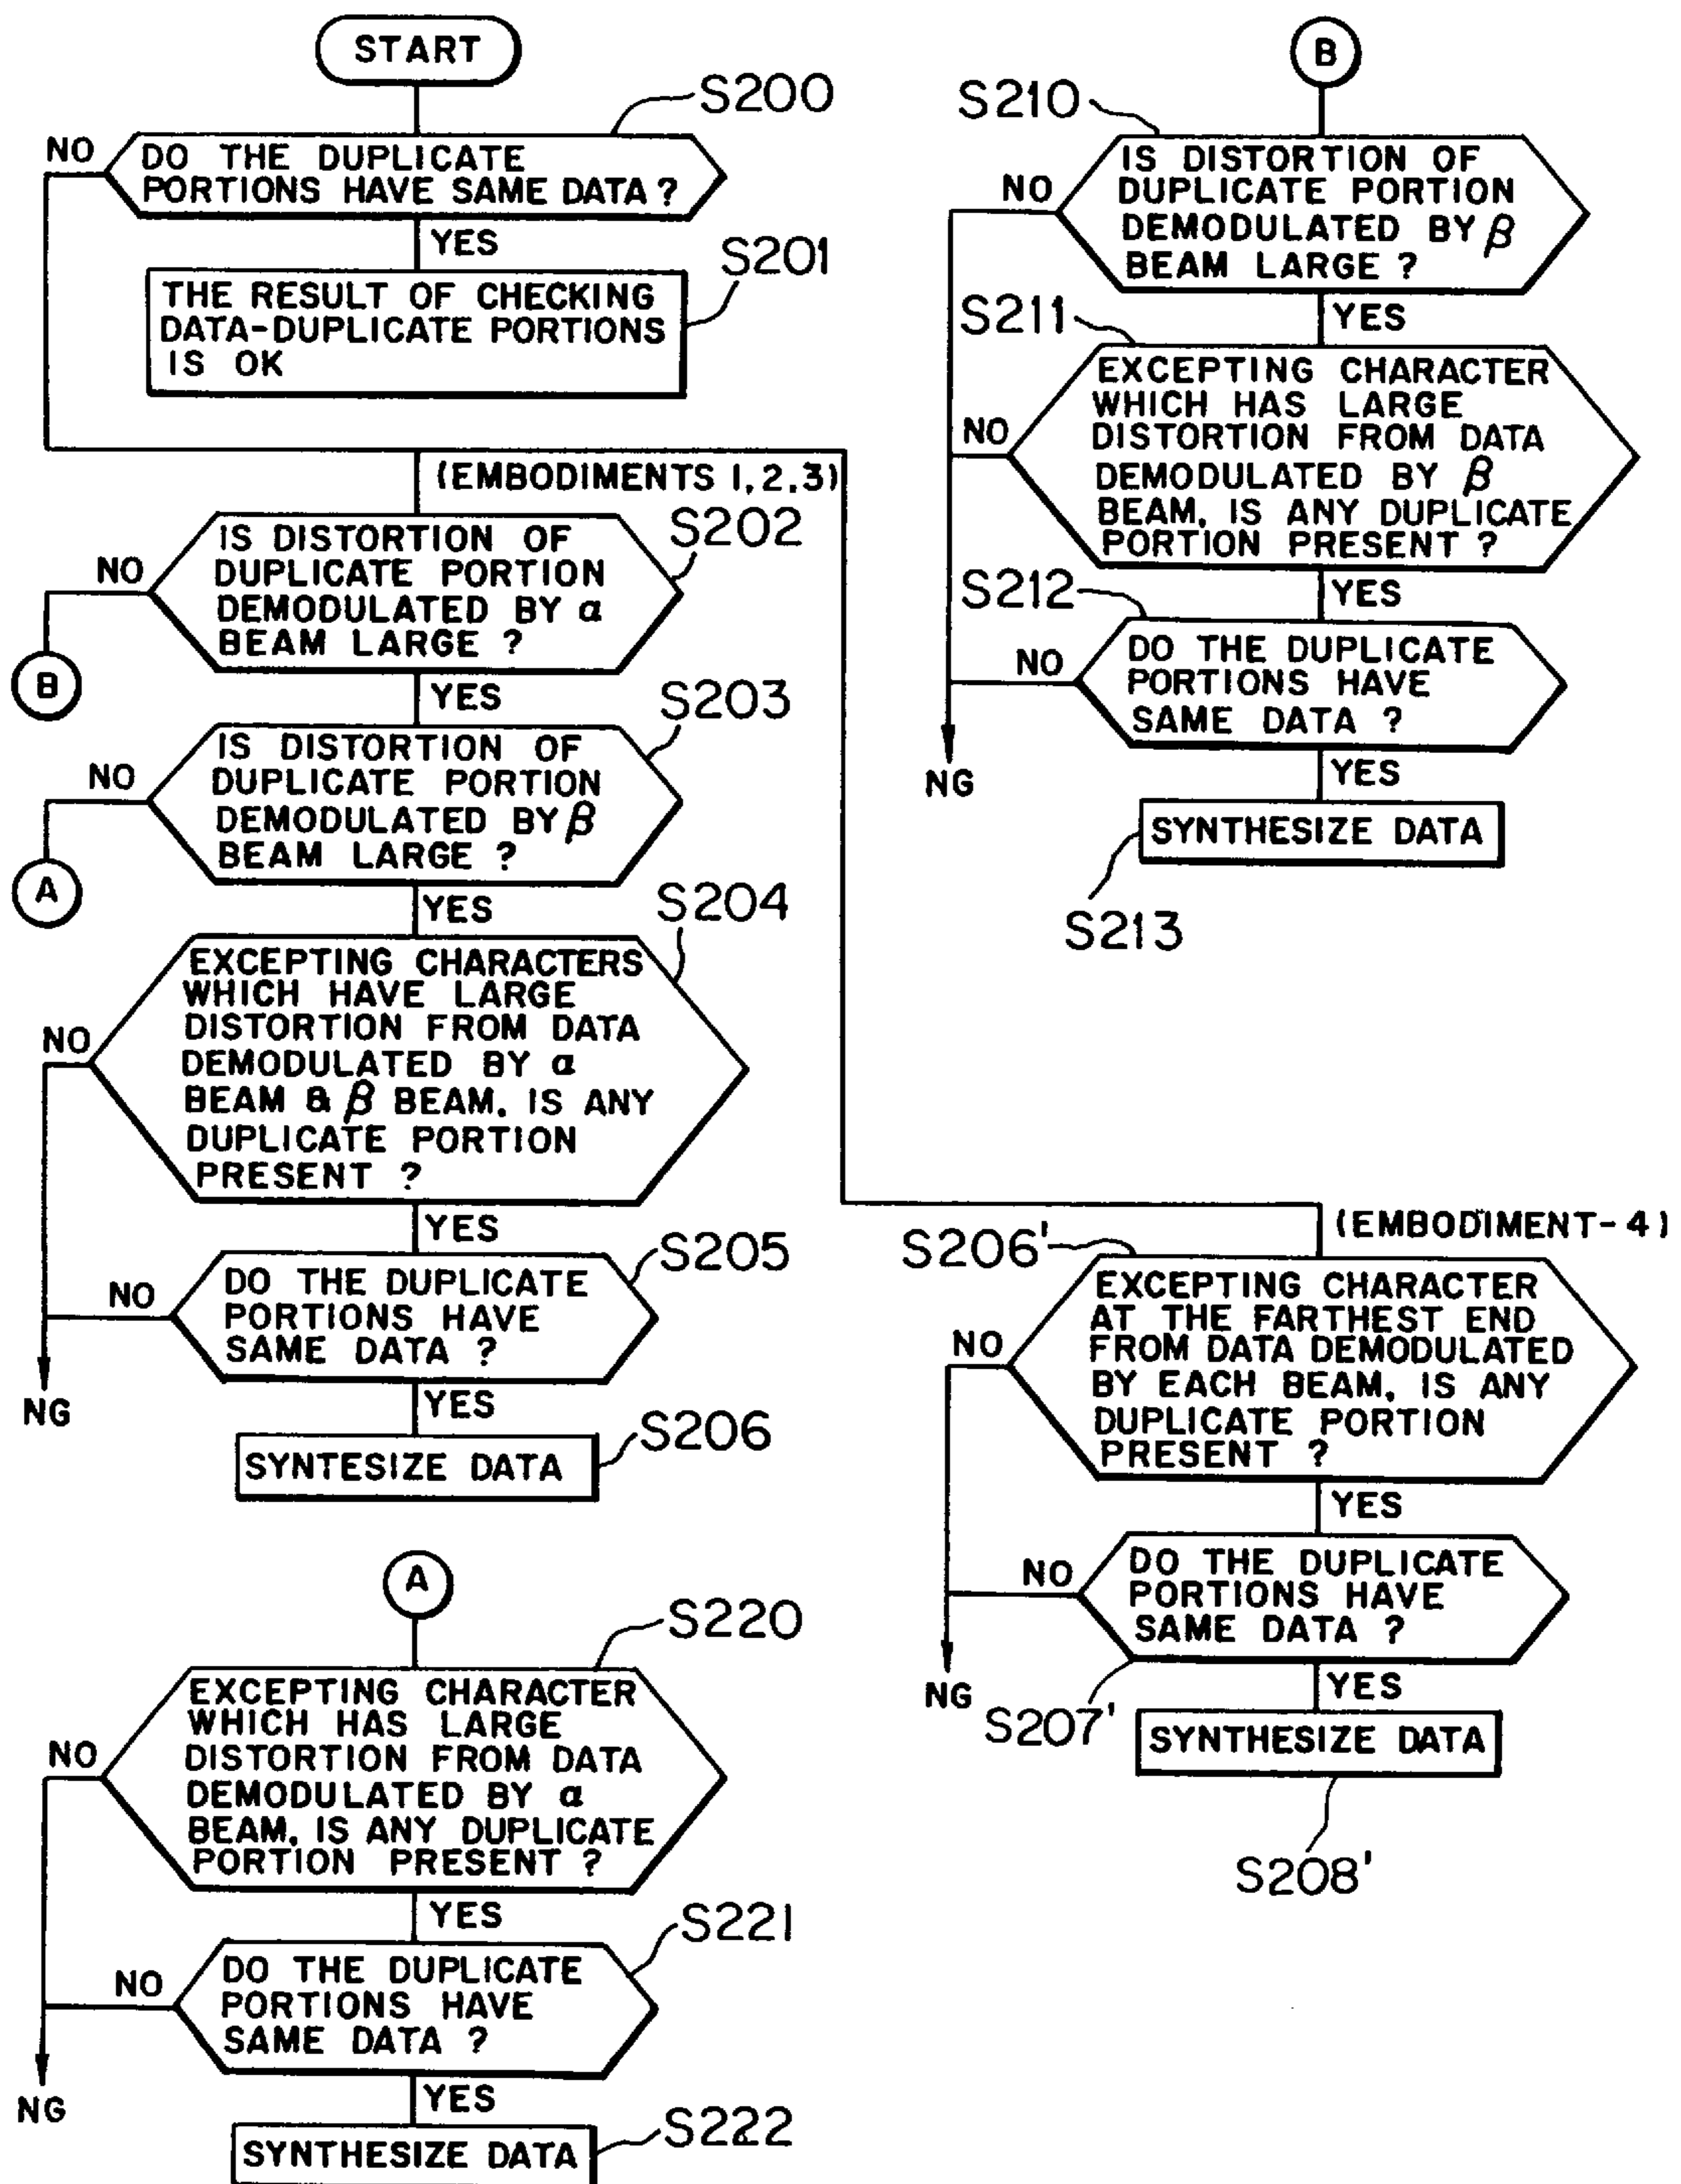 START
S200
NO
DO THE DUPLICATE
PORTIONS HAVE SAME DATA ?
YES
S201
THE RESULT OF CHECKING
DATA-DUPLICATE PORTIONS
IS OK
(EMBODIMENTS 1,2,3)
S202
NO
IS DISTORTION OF
DUPLICATE PORTION
DEMODULATED BY α
BEAM LARGE ?
B
YES
S203
NO
IS DISTORTION OF
DUPLICATE PORTION
DEMODULATED BY β
BEAM LARGE ?
A
YES
S204
NO
EXCEPTING CHARACTERS
WHICH HAVE LARGE
DISTORTION FROM DATA
DEMODULATED BY α
BEAM & β BEAM. IS ANY
DUPLICATE PORTION
PRESENT ?
YES
S205
NO
DO THE DUPLICATE
PORTIONS HAVE
SAME DATA ?
NG
YES
S206
SYNTESIZE DATA
A
S220
NO
EXCEPTING CHARACTER
WHICH HAS LARGE
DISTORTION FROM DATA
DEMODULATED BY α
BEAM. IS ANY DUPLICATE
PORTION PRESENT ?
YES
S221
NO
DO THE DUPLICATE
PORTIONS HAVE
SAME DATA ?
NG
YES
S222
SYNTHESIZE DATA
B
S210
NO
IS DISTORTION OF
DUPLICATE PORTION
DEMODULATED BY β
BEAM LARGE ?
YES
S211
NO
EXCEPTING CHARACTER
WHICH HAS LARGE
DISTORTION FROM DATA
DEMODULATED BY β
BEAM. IS ANY DUPLICATE
PORTION PRESENT ?
YES
S212
NO
DO THE DUPLICATE
PORTIONS HAVE
SAME DATA ?
NG
YES
SYNTHESIZE DATA
S213
(EMBODIMENT-4)
S206'
NO
EXCEPTING CHARACTER
AT THE FARTHEST END
FROM DATA DEMODULATED
BY EACH BEAM. IS ANY
DUPLICATE PORTION
PRESENT ?
YES
NO
DO THE DUPLICATE
PORTIONS HAVE
SAME DATA ?
NG
S207'
YES
SYNTHESIZE DATA
S208'